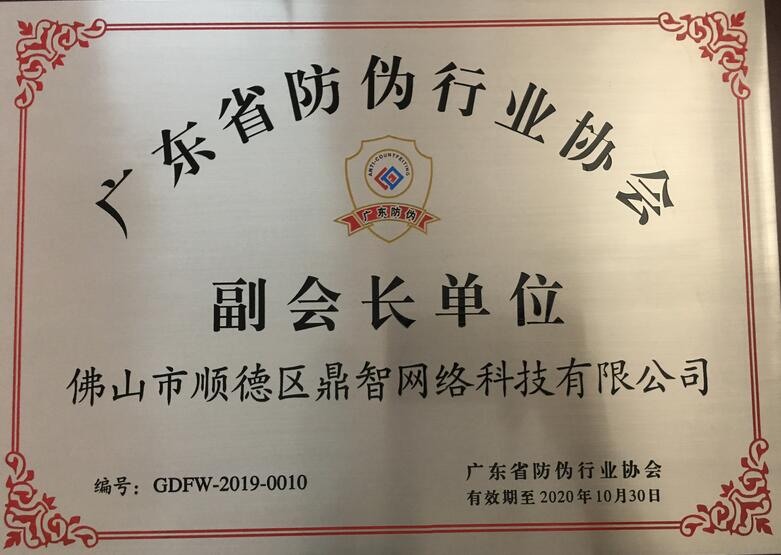 广东省防伪行业协会
ANTI-COUNTFEITING
广东防伪
副会长单位
佛山市顺德区鼎智网络科技有限公司
编号：GDFW-2019-0010
广东省防伪行业协会
有效期至2020年10月30日